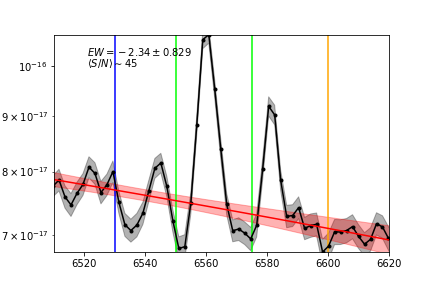 EW = −2.34 ± 0.829
⟨S/N⟩ ~ 45
10⁻¹⁶
9 × 10⁻¹⁷
8 × 10⁻¹⁷
7 × 10⁻¹⁷
6520 6540 6560 6580 6600 6620